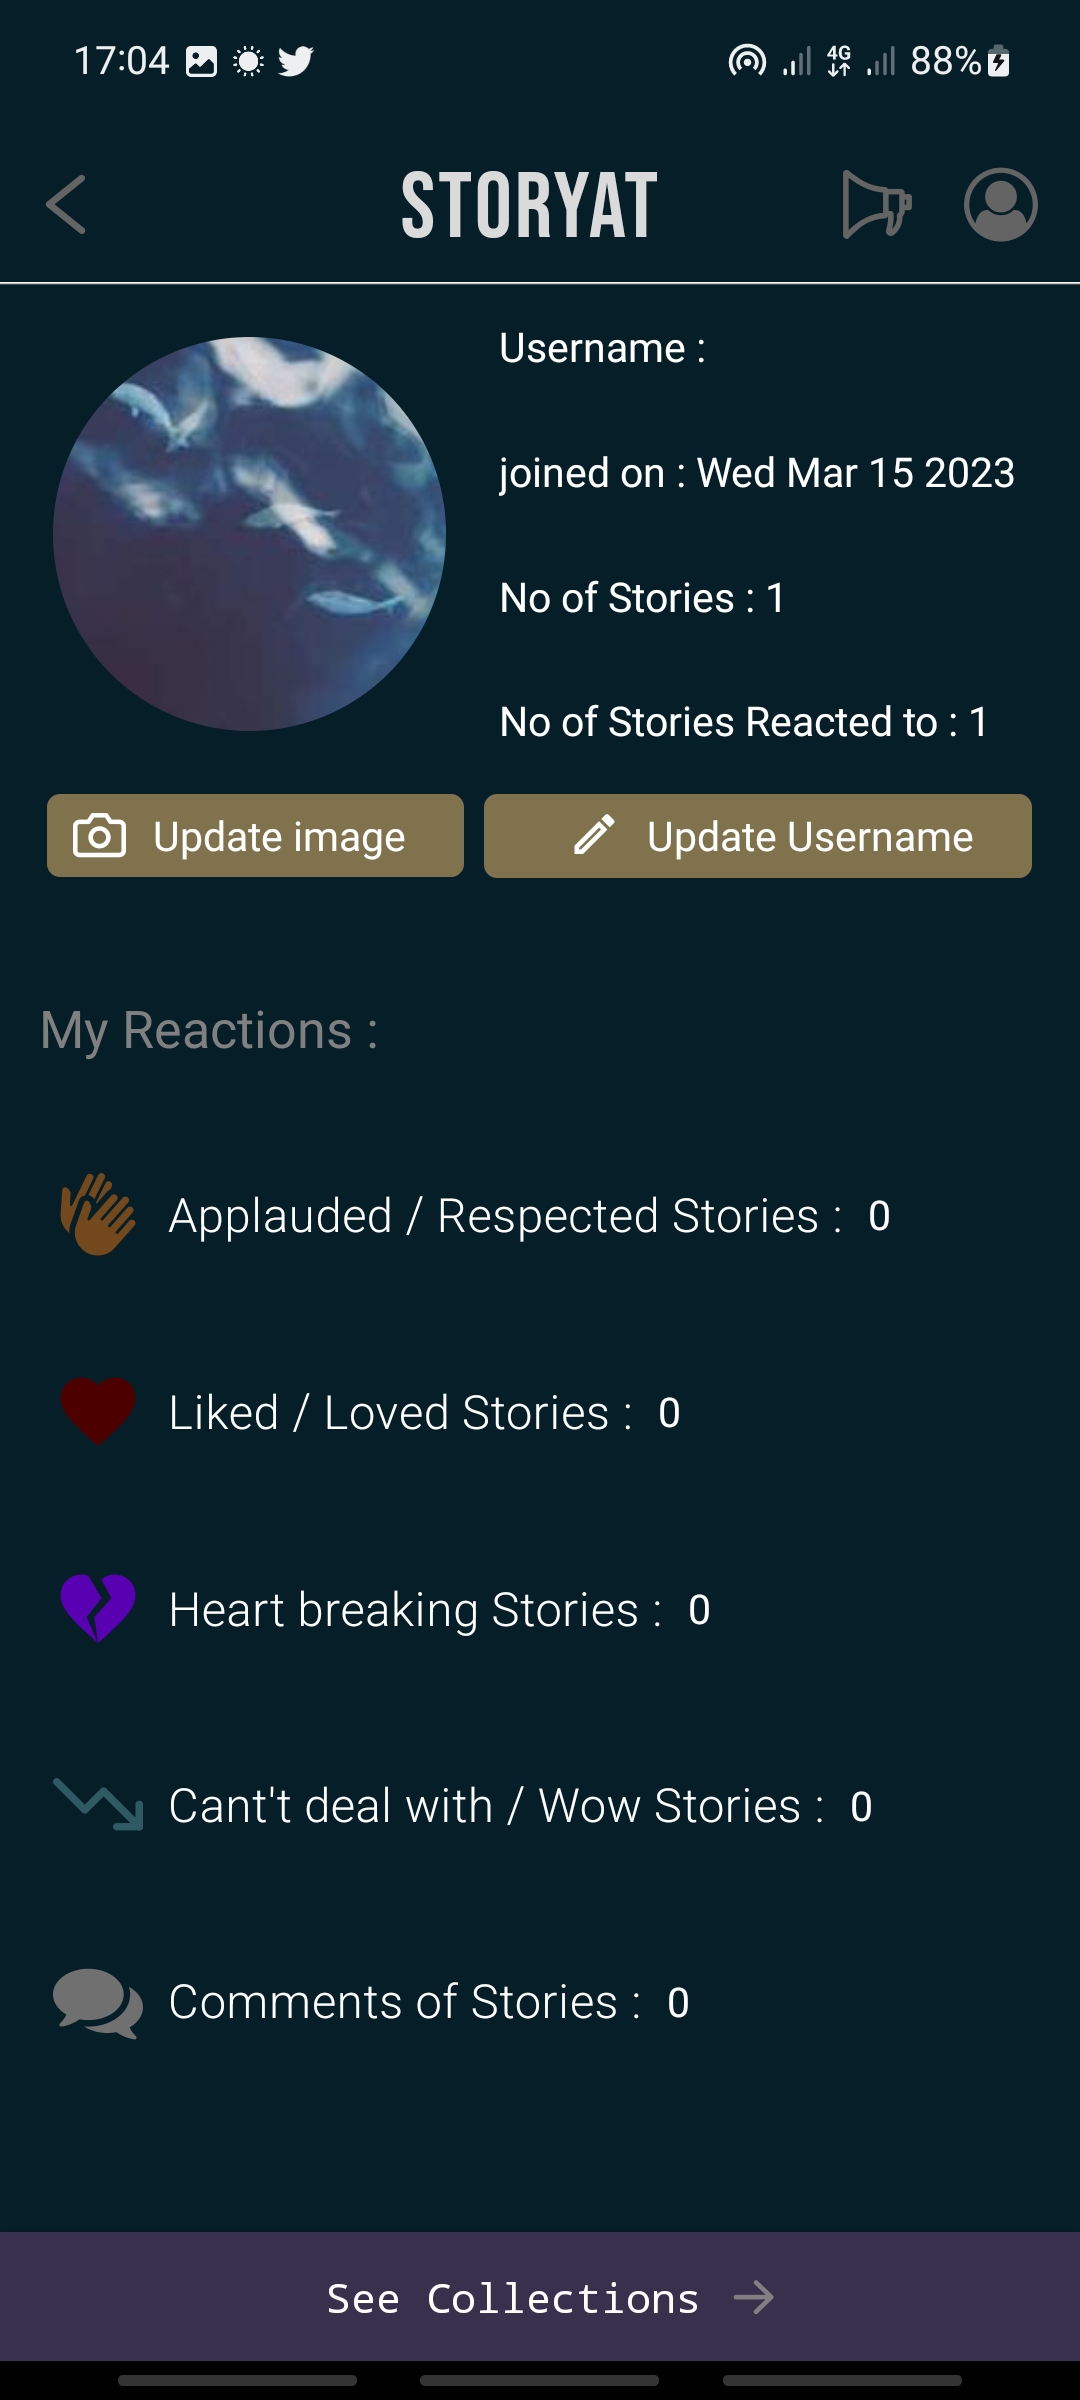 17:04
4G
88%
STORYAT
Username :
joined on : Wed Mar 15 2023
No of Stories : 1
No of Stories Reacted to : 1
Update image
Update Username
My Reactions :
Applauded / Respected Stories : 0
Liked / Loved Stories : 0
Heart breaking Stories : 0
Cant't deal with / Wow Stories : 0
Comments of Stories : 0
See Collections